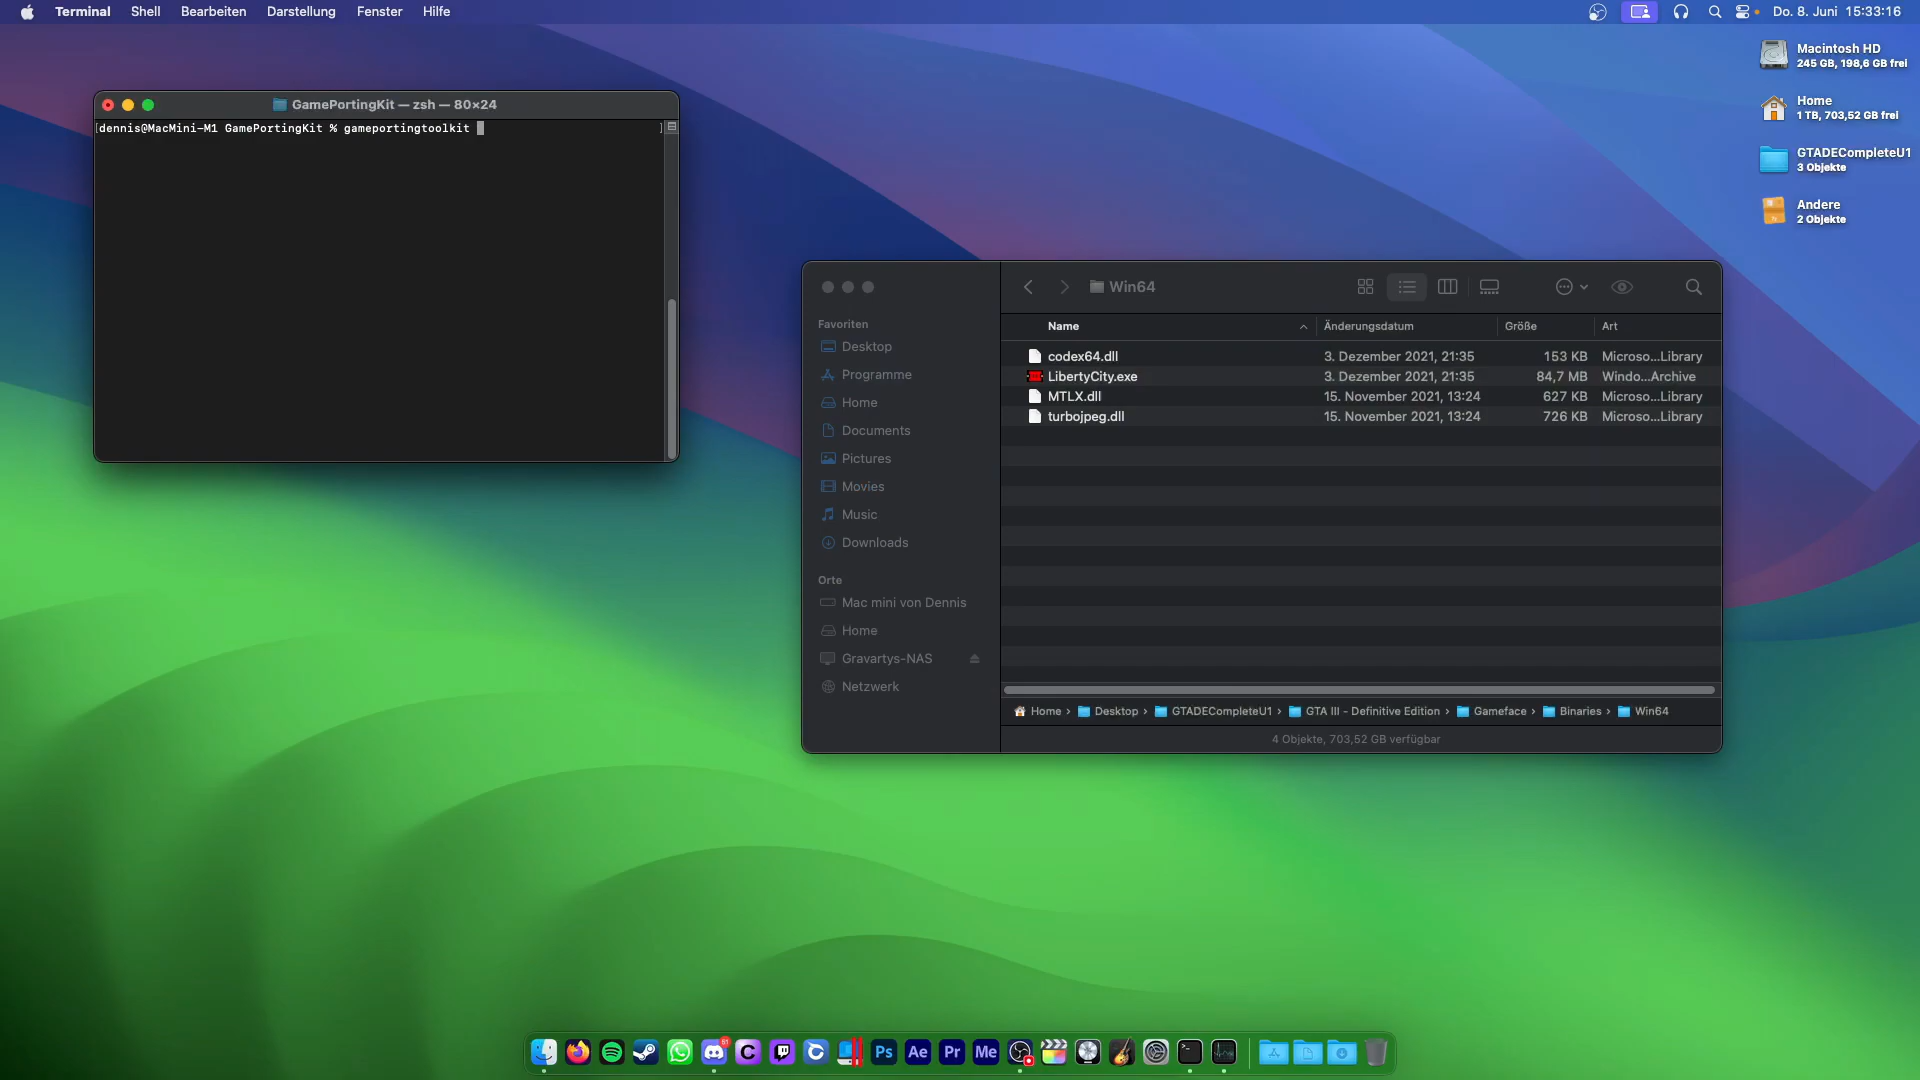 Terminal Shell Bearbeiten Darstellung Fenster Hilfe
Do. 8. Juni 15:33:16
Macintosh HD
245 GB, 198,6 GB frei
Home
1 TB, 703,52 GB frei
GTADECompleteU1
3 Objekte
Andere
2 Objekte
GamePortingKit — zsh — 80×24
[dennis@MacMini-M1 GamePortingKit % gameportingtoolkit ]
Win64
Favoriten
Desktop
Programme
Home
Documents
Pictures
Movies
Music
Downloads
Orte
Mac mini von Dennis
Home
Gravartys-NAS
Netzwerk
Name Änderungsdatum Größe Art
codex64.dll 3. Dezember 2021, 21:35 153 KB Microso...Library
LibertyCity.exe 3. Dezember 2021, 21:35 84,7 MB Windo...Archive
MTLX.dll 15. November 2021, 13:24 627 KB Microso...Library
turbojpeg.dll 15. November 2021, 13:24 726 KB Microso...Library
Home › Desktop › GTADECompleteU1 › GTA III - Definitive Edition › Gameface › Binaries › Win64
4 Objekte, 703,52 GB verfügbar
51
Ps Ae Pr Me